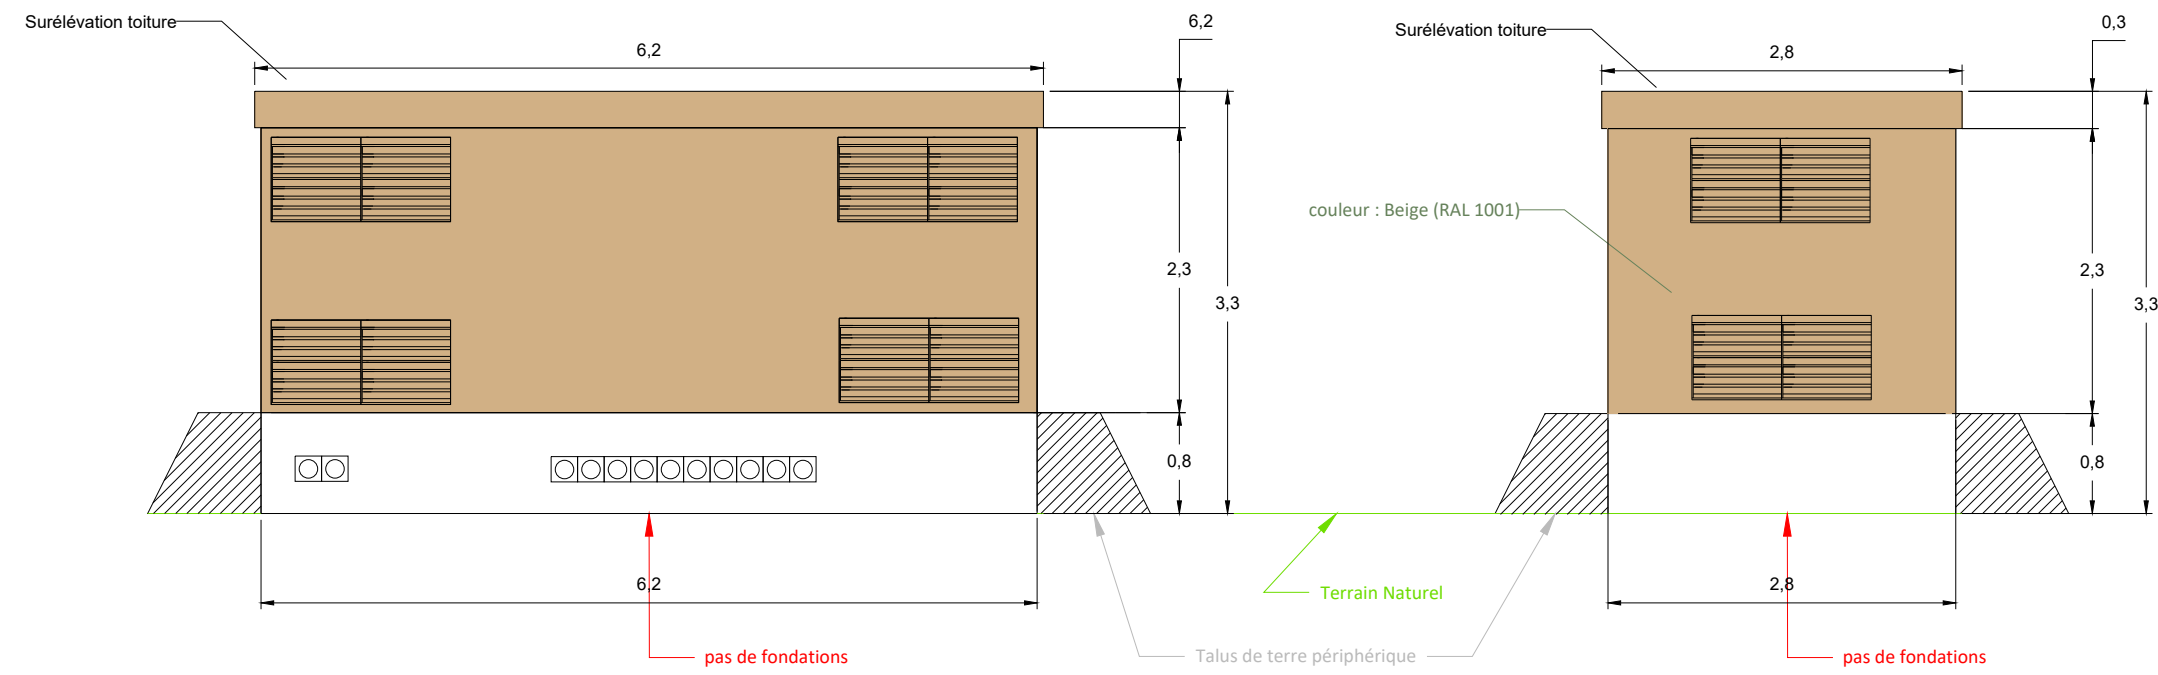 Surélévation toiture
6,2
6,2
2,3
3,3
0,8
6,2
pas de fondations
Surélévation toiture
2,8
0,3
couleur : Beige (RAL 1001)
2,3
3,3
0,8
2,8
Terrain Naturel
Talus de terre périphérique
pas de fondations